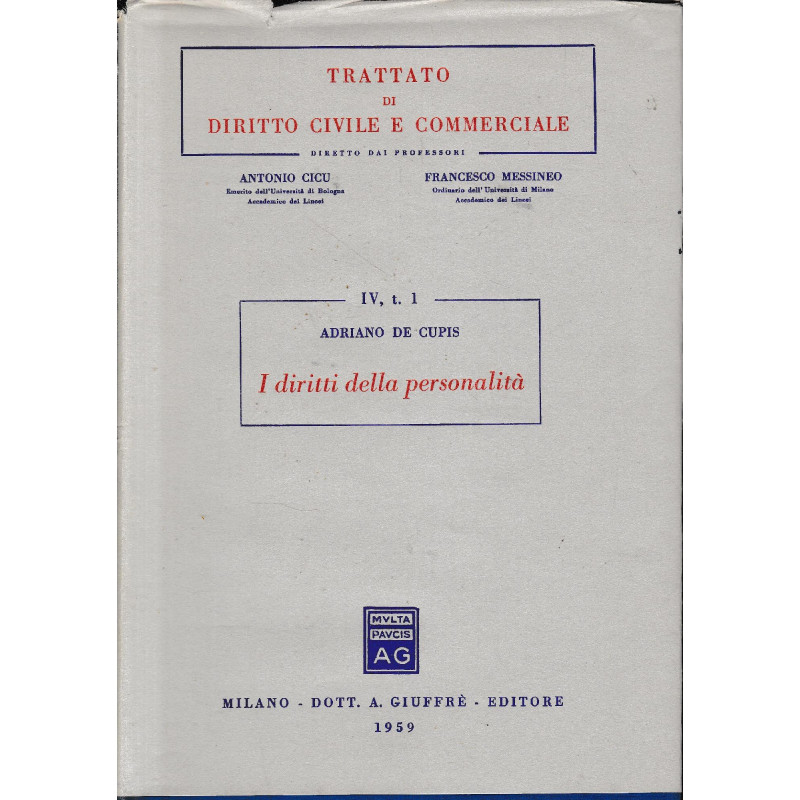 TRATTATO
DI
DIRITTO CIVILE E COMMERCIALE
DIRETTO DAI PROFESSORI
ANTONIO CICU
Emerito dell'Università di Bologna
Accademico dei Lincei
FRANCESCO MESSINEO
Ordinario dell'Università di Milano
Accademico dei Lincei
IV, t. 1
ADRIANO DE CUPIS
I diritti della personalità
MVLTA
PAVCIS
AG
MILANO - DOTT. A. GIUFFRÈ - EDITORE
1959